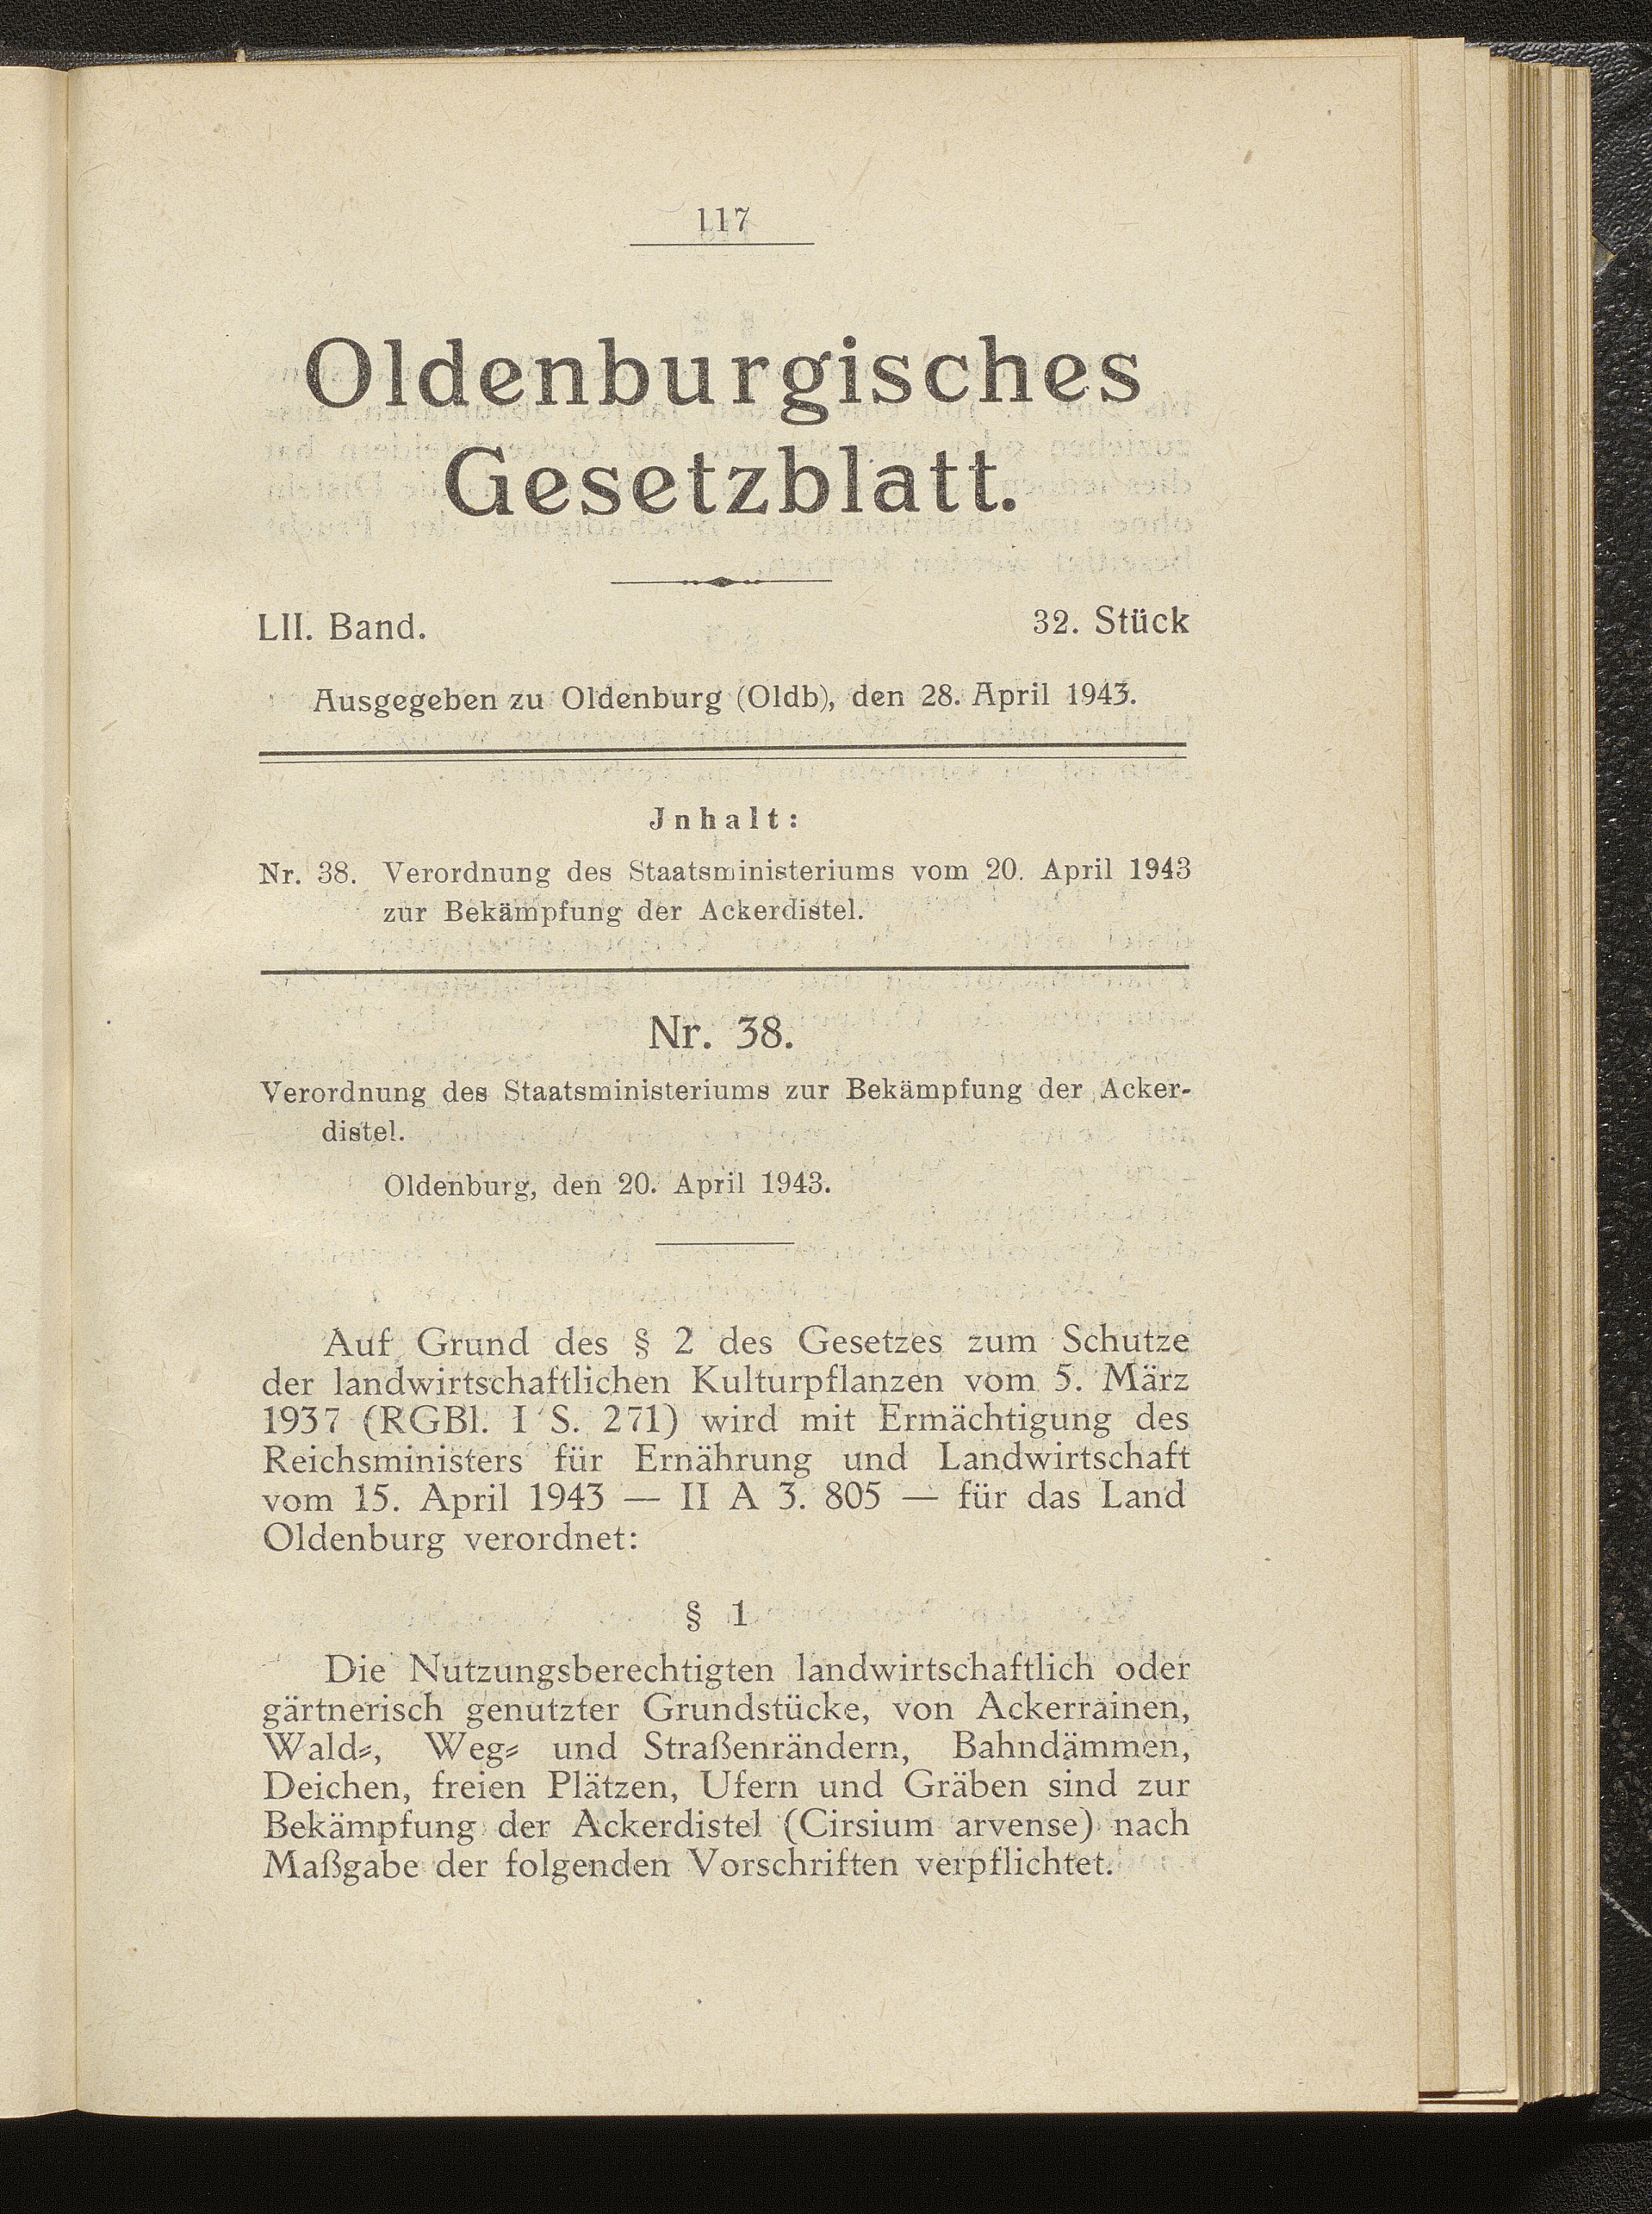 117
Oldenburgisches
Gesetzblatt.
LII. Band. 32. Stück
Ausgegeben zu Oldenburg (Oldb), den 28. April 1943.
Jnhalt:
Nr. 38. Verordnung des Staatsministeriums vom 20. April 1943
zur Bekämpfung der Ackerdistel.
Nr. 38.
Verordnung des Staatsministeriums zur Bekämpfung der Acker-
distel.
Oldenburg, den 20. April 1943.
Auf Grund des § 2 des Gesetzes zum Schutze
der landwirtschaftlichen Kulturpflanzen vom 5. März
1937 (RGBl. I S. 271) wird mit Ermächtigung des
Reichsministers für Ernährung und Landwirtschaft
vom 15. April 1943 — II A 3. 805 — für das Land
Oldenburg verordnet:
§ 1
Die Nutzungsberechtigten landwirtschaftlich oder
gärtnerisch genutzter Grundstücke, von Ackerrainen,
Wald⸗, Weg⸗ und Straßenrändern, Bahndämmen,
Deichen, freien Plätzen, Ufern und Gräben sind zur
Bekämpfung der Ackerdistel (Cirsium arvense) nach
Maßgabe der folgenden Vorschriften verpflichtet.